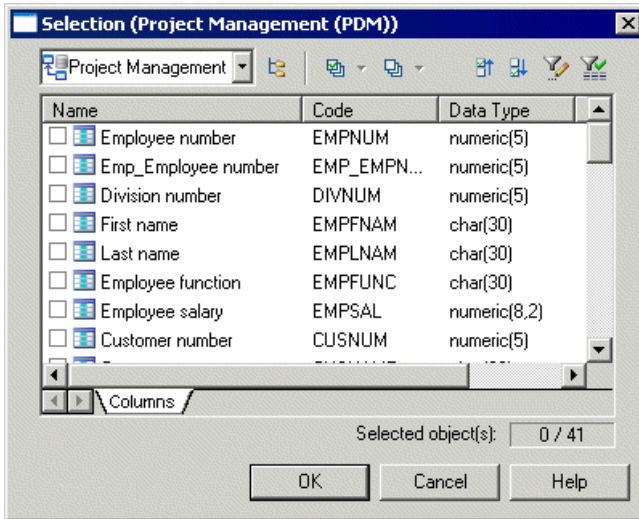 Selection (Project Management (PDM))
Project Management
Name Code Data Type
Employee number EMPNUM numeric(5)
Emp_Employee number EMP_EMPN... numeric(5)
Division number DIVNUM numeric(5)
First name EMPFNAM char(30)
Last name EMPLNAM char(30)
Employee function EMPFUNC char(30)
Employee salary EMPSAL numeric(8,2)
Customer number CUSNUM numeric(5)
Columns
Selected object(s): 0 / 41
OK Cancel Help